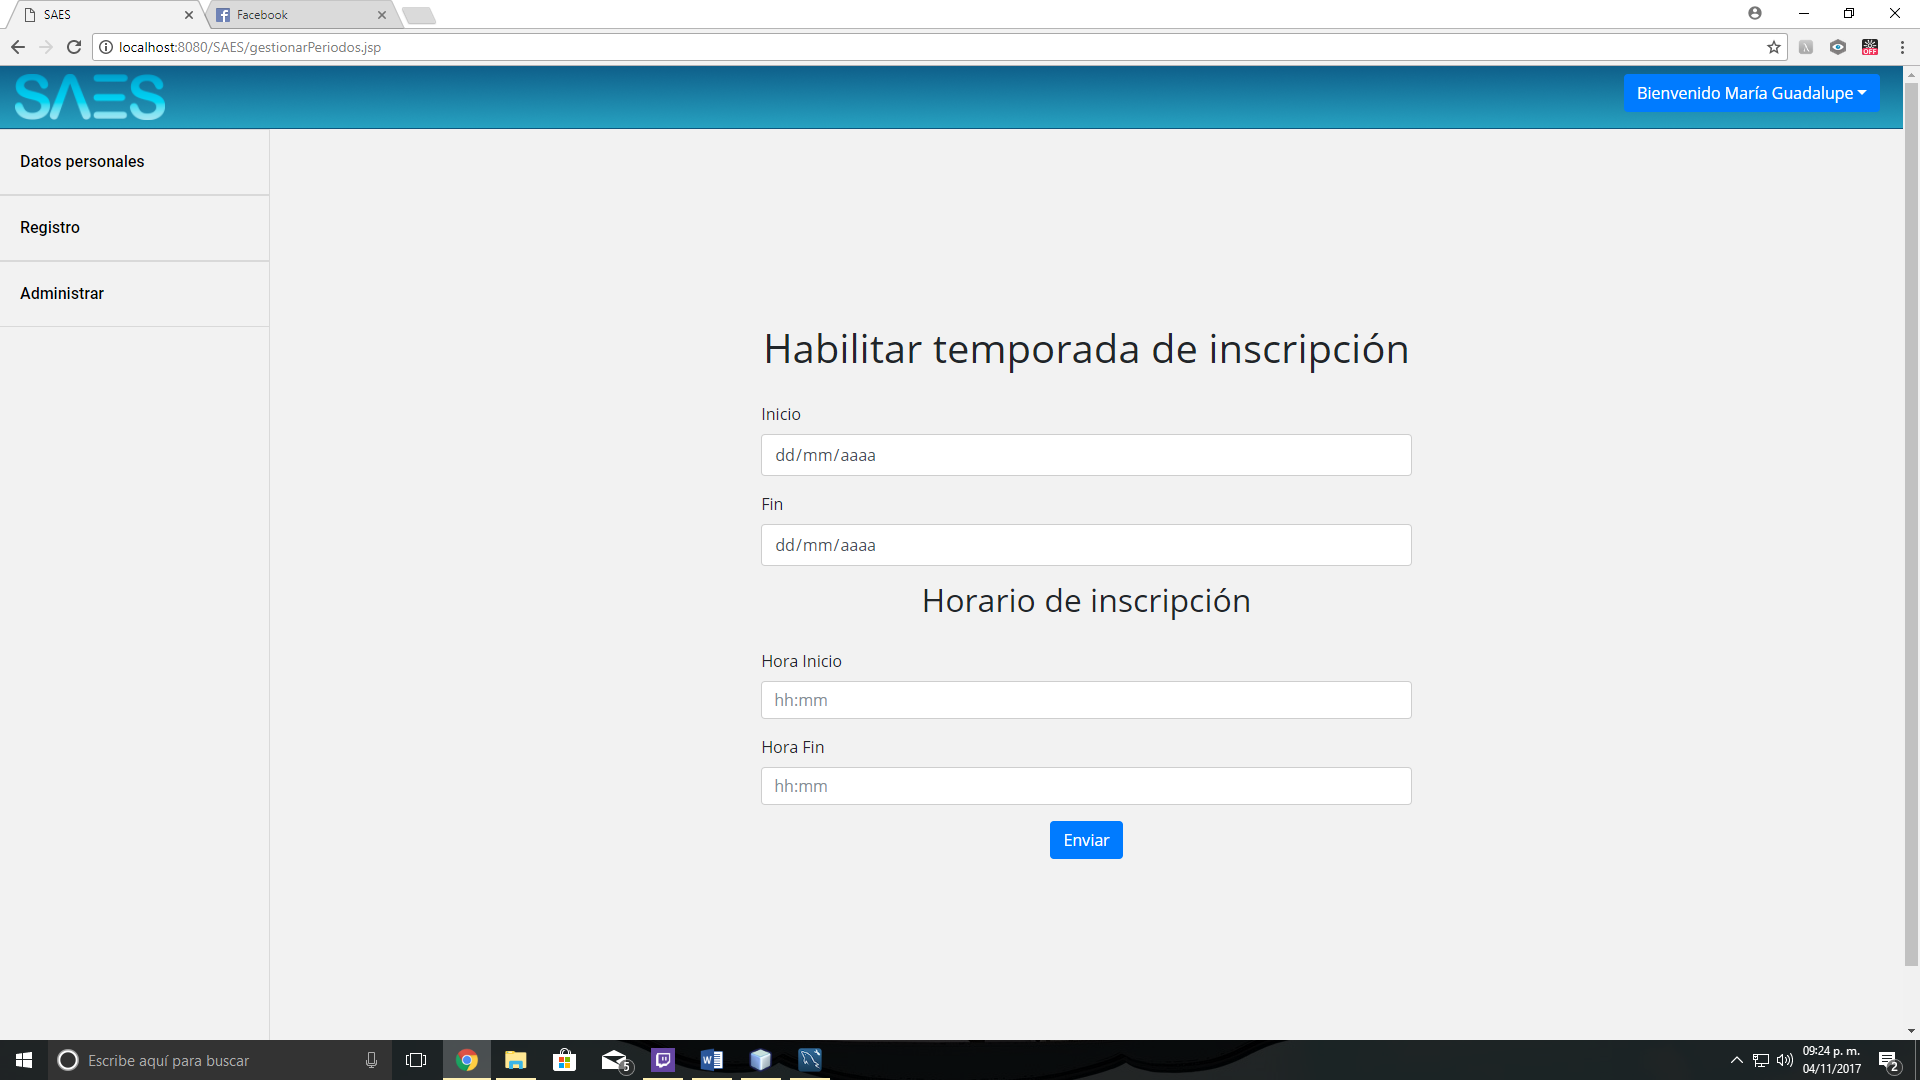 SAES
Facebook
localhost:8080/SAES/gestionarPeriodos.jsp
OFF
SAES
Bienvenido María Guadalupe
Datos personales
Registro
Administrar
Habilitar temporada de inscripción
Inicio
dd/mm/aaaa
Fin
dd/mm/aaaa
Horario de inscripción
Hora Inicio
hh:mm
Hora Fin
hh:mm
Enviar
Escribe aquí para buscar
5
W
09:24 p. m.
04/11/2017
2